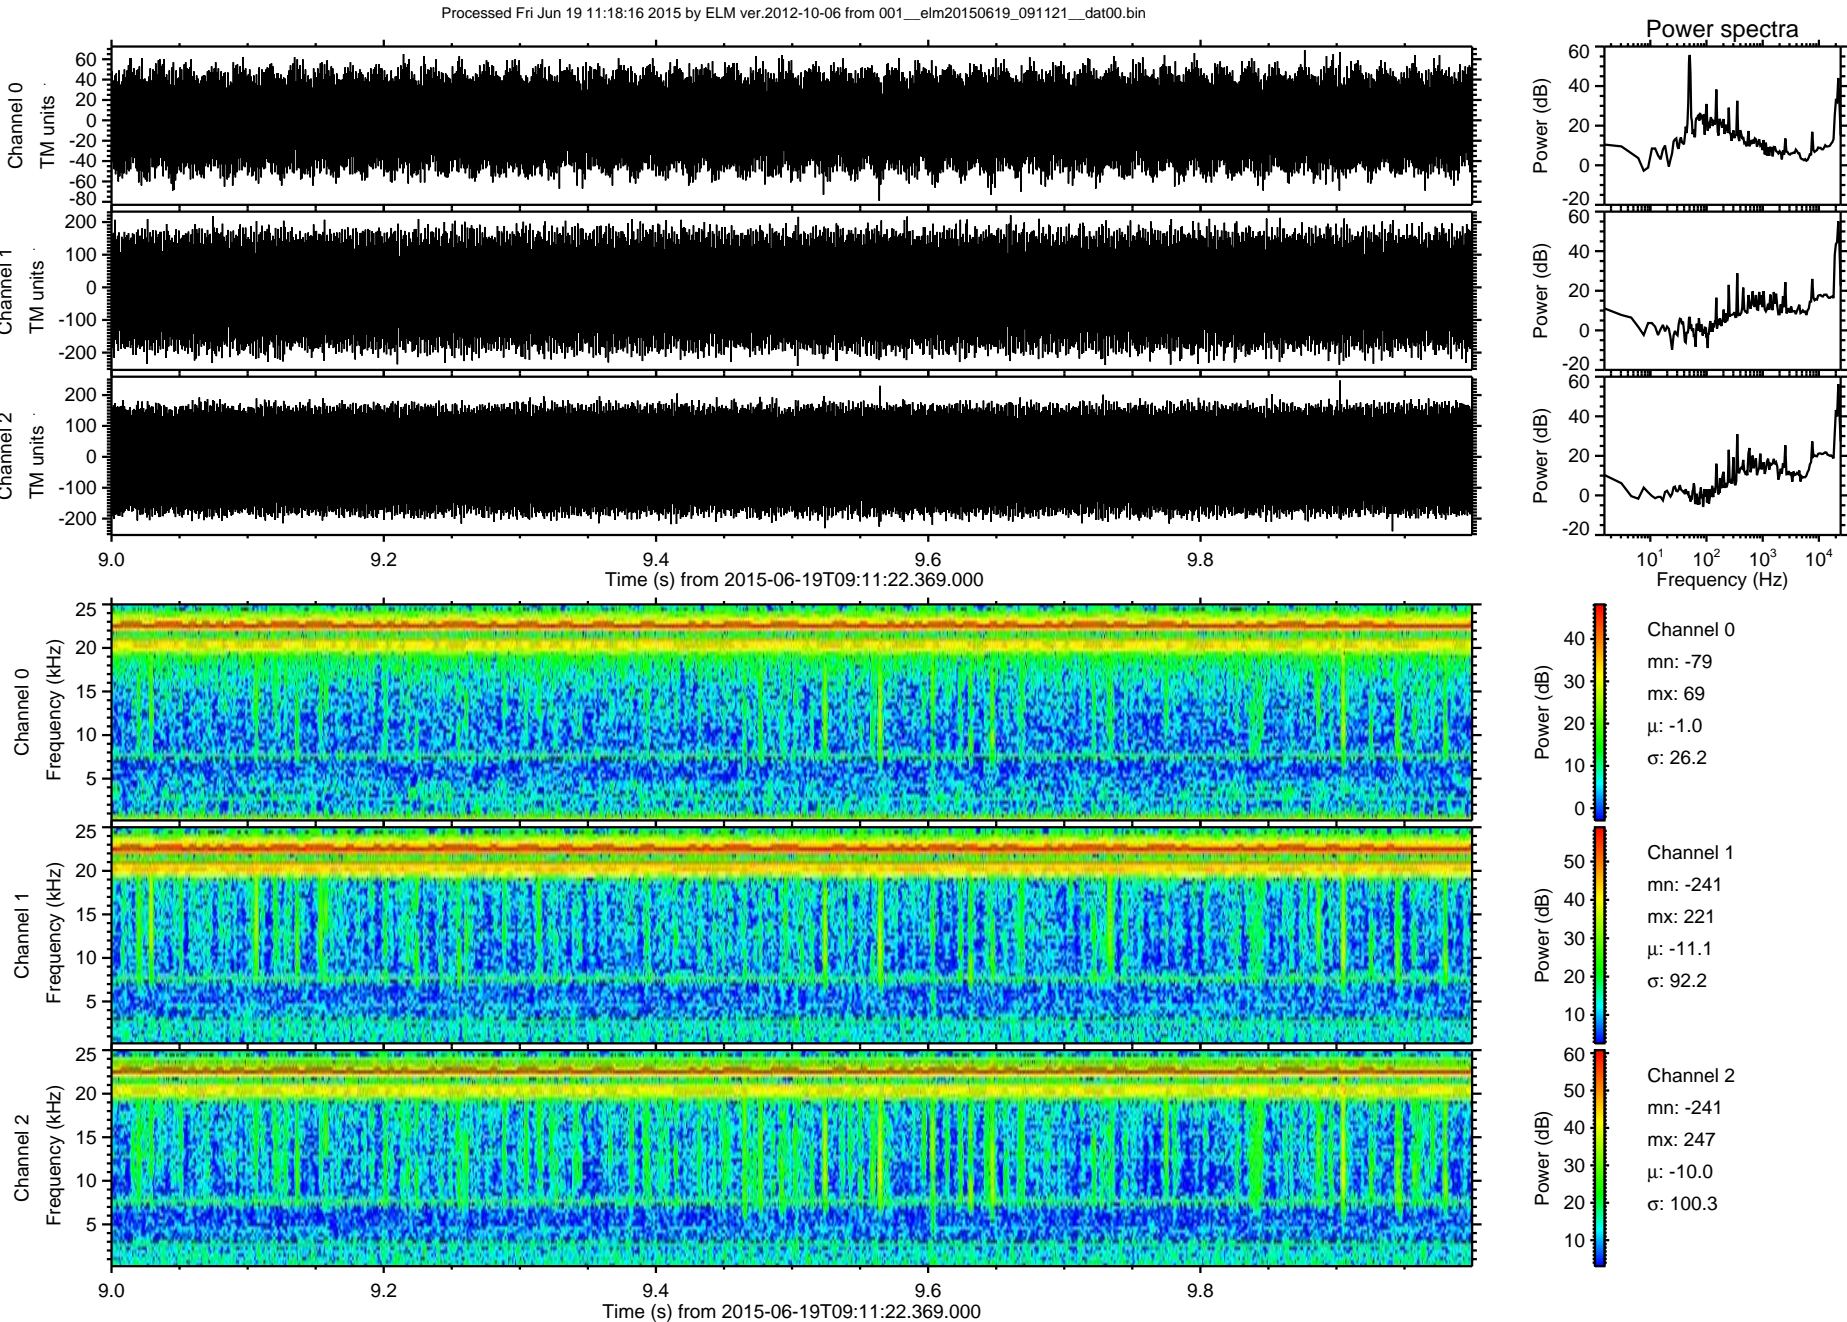 Processed Fri Jun 19 11:18:16 2015 by ELM ver.2012-10-06 from 001__elm20150619_091121__dat00.bin
Power spectra
Channel 0
TM units
60
40
20
0
-20
-40
-60
-80
Power (dB)
60
40
20
0
-20
Channel 1
TM units
200
100
0
-100
-200
Power (dB)
60
40
20
0
-20
Channel 2
TM units
200
100
0
-100
-200
Power (dB)
60
40
20
0
-20
9.0 9.2 9.4 9.6 9.8
Time (s) from 2015-06-19T09:11:22.369.000
10¹ 10² 10³ 10⁴
Frequency (Hz)
Channel 0
Frequency (kHz)
25
20
15
10
5
Power (dB)
40
30
20
10
0
Channel 0
mn: -79
mx: 69
μ: -1.0
σ: 26.2
Channel 1
Frequency (kHz)
25
20
15
10
5
Power (dB)
50
40
30
20
10
Channel 1
mn: -241
mx: 221
μ: -11.1
σ: 92.2
Channel 2
Frequency (kHz)
25
20
15
10
5
Power (dB)
60
50
40
30
20
10
Channel 2
mn: -241
mx: 247
μ: -10.0
σ: 100.3
9.0 9.2 9.4 9.6 9.8
Time (s) from 2015-06-19T09:11:22.369.000